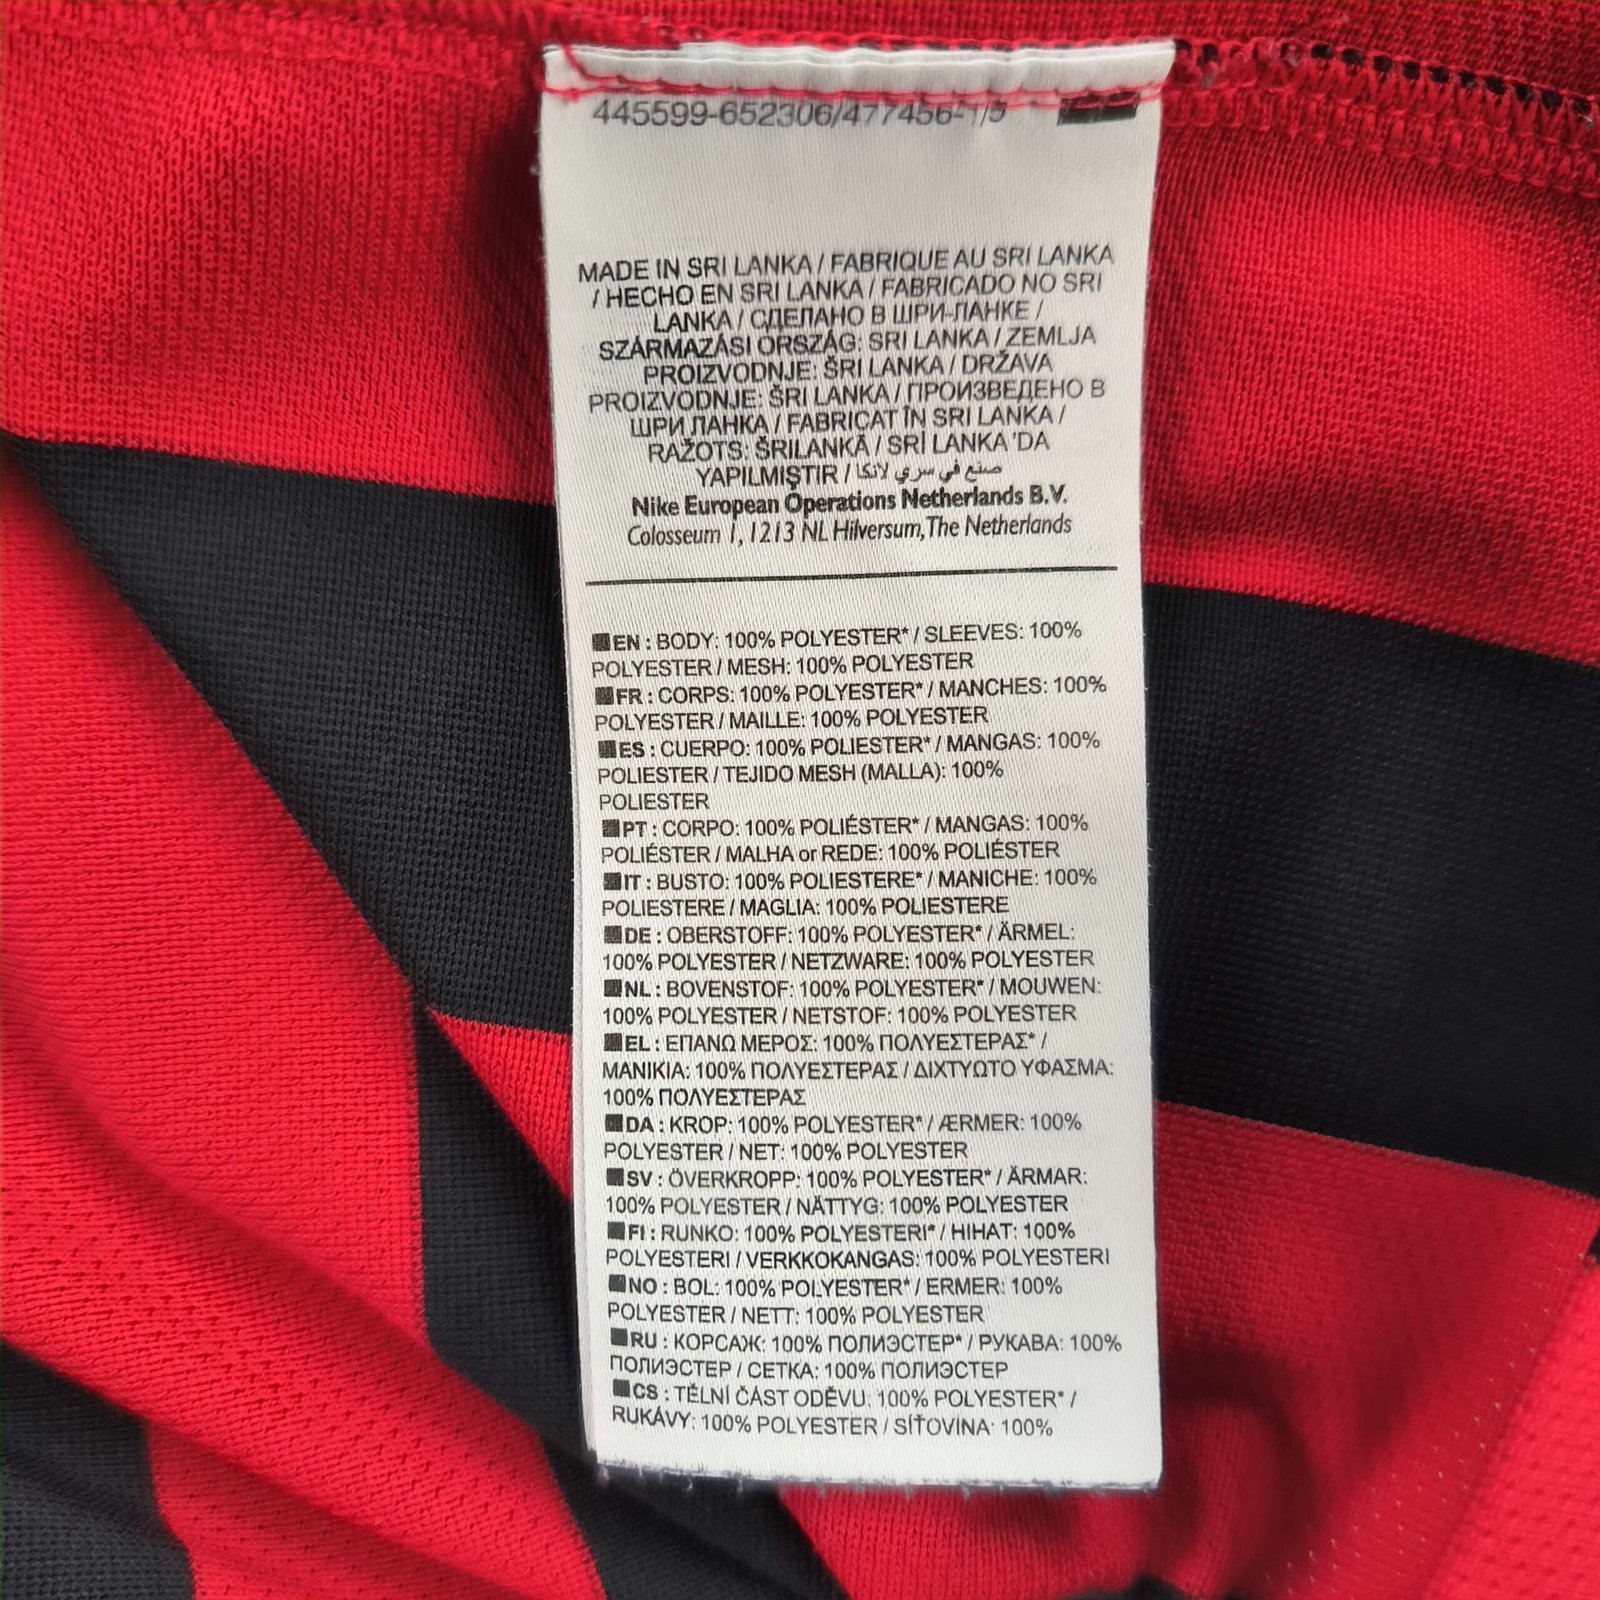 445599-652306/477456-1/9
MADE IN SRI LANKA / FABRIQUE AU SRI LANKA
/ HECHO EN SRI LANKA / FABRICADO NO SRI
LANKA / СДЕЛАНО В ШРИ-ЛАНКЕ /
SZÁRMAZÁSI ORSZÁG: SRI LANKA / ZEMLJA
PROIZVODNJE: ŠRI LANKA / DRŽAVA
PROIZVODNJE: ŠRI LANKA / ПРОИЗВЕДЕНО В
ШРИ ЛАНКА / FABRICAT ÎN SRI LANKA /
RAŽOTS: ŠRILANKĀ / SRİ LANKA 'DA
YAPILMIŞTIR / صنع في سري لانكا
Nike European Operations Netherlands B.V.
Colosseum 1, 1213 NL Hilversum, The Netherlands
EN : BODY: 100% POLYESTER* / SLEEVES: 100%
POLYESTER / MESH: 100% POLYESTER
FR : CORPS: 100% POLYESTER* / MANCHES: 100%
POLYESTER / MAILLE: 100% POLYESTER
ES : CUERPO: 100% POLIESTER* / MANGAS: 100%
POLIESTER / TEJIDO MESH (MALLA): 100%
POLIESTER
PT : CORPO: 100% POLIÉSTER* / MANGAS: 100%
POLIÉSTER / MALHA or REDE: 100% POLIÉSTER
IT : BUSTO: 100% POLIESTERE* / MANICHE: 100%
POLIESTERE / MAGLIA: 100% POLIESTERE
DE : OBERSTOFF: 100% POLYESTER* / ÄRMEL:
100% POLYESTER / NETZWARE: 100% POLYESTER
NL : BOVENSTOF: 100% POLYESTER* / MOUWEN:
100% POLYESTER / NETSTOF: 100% POLYESTER
EL : ΕΠΑΝΩ ΜΕΡΟΣ: 100% ΠΟΛΥΕΣΤΕΡΑΣ* /
ΜΑΝΙΚΙΑ: 100% ΠΟΛΥΕΣΤΕΡΑΣ / ΔΙΧΤΥΩΤΟ ΥΦΑΣΜΑ:
100% ΠΟΛΥΕΣΤΕΡΑΣ
DA : KROP: 100% POLYESTER* / ÆRMER: 100%
POLYESTER / NET: 100% POLYESTER
SV : ÖVERKROPP: 100% POLYESTER* / ÄRMAR:
100% POLYESTER / NÄTTYG: 100% POLYESTER
FI : RUNKO: 100% POLYESTERI* / HIHAT: 100%
POLYESTERI / VERKKOKANGAS: 100% POLYESTERI
NO : BOL: 100% POLYESTER* / ERMER: 100%
POLYESTER / NETT: 100% POLYESTER
RU : КОРСАЖ: 100% ПОЛИЭСТЕР* / РУКАВА: 100%
ПОЛИЭСТЕР / СЕТКА: 100% ПОЛИЭСТЕР
CS : TĚLNÍ ČÁST ODĚVU: 100% POLYESTER* /
RUKÁVY: 100% POLYESTER / SÍŤOVINA: 100%